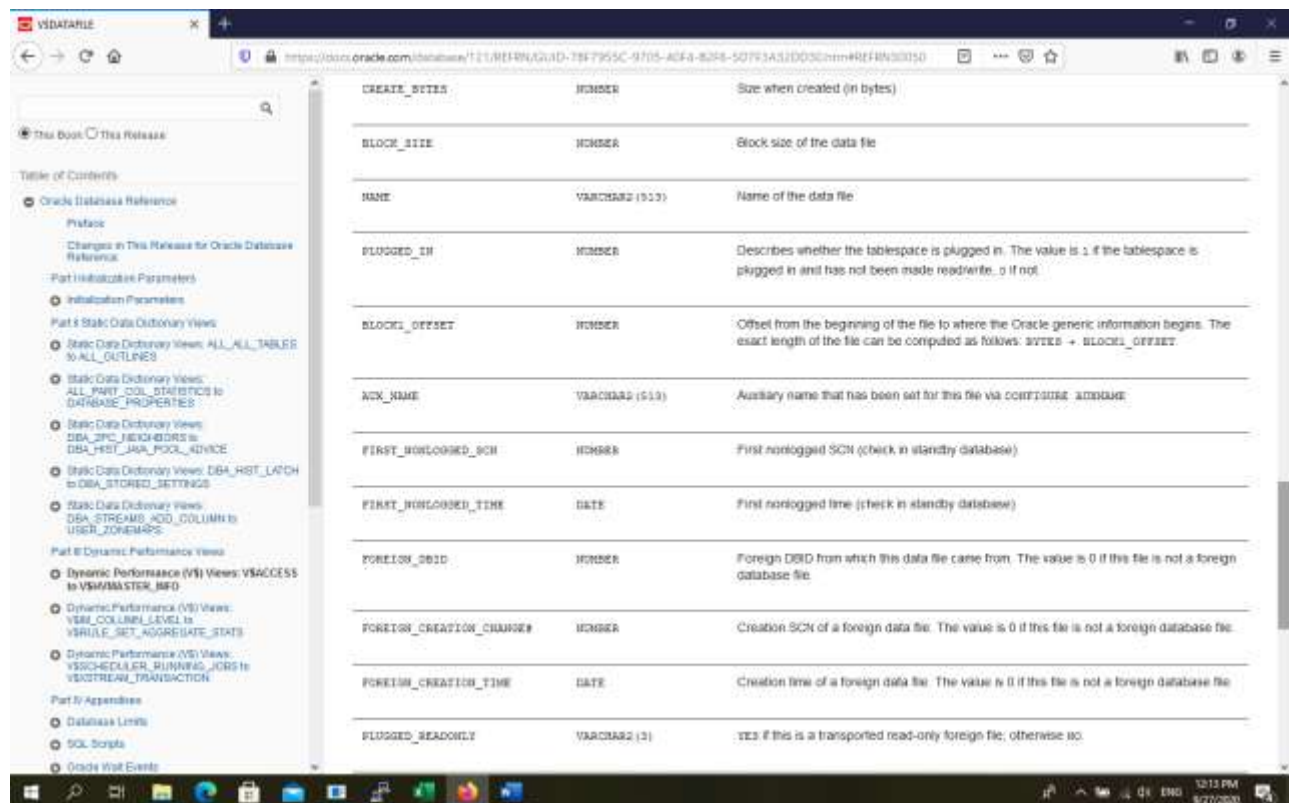 V$DATAFILE
https://docs.oracle.com/database/121/REFRN/GUID-
This Book This Release
Table of Contents
Oracle Database Reference
Preface
Changes in This Release for Oracle Database
Reference
Part I Initialization Parameters
Initialization Parameters
Part II Static Data Dictionary Views
Static Data Dictionary Views: ALL_ALL_TABLES
to ALL_OUTLINES
Static Data Dictionary Views:
ALL_PART_COL_STATISTICS to
DATABASE_PROPERTIES
Static Data Dictionary Views:
DBA_2PC_NEIGHBORS to
DBA_HIST_JAVA_POOL_ADVICE
Static Data Dictionary Views: DBA_HIST_LATCH
to DBA_STORED_SETTINGS
Static Data Dictionary Views:
DBA_STREAMS_ADD_COLUMN to
USER_ZONEMAPS
Part III Dynamic Performance Views
Dynamic Performance (V$) Views: V$ACCESS
to V$HVMASTER_INFO
Dynamic Performance (V$) Views:
V$IM_COLUMN_LEVEL to
V$RULE_SET_AGGREGATE_STATS
Dynamic Performance (V$) Views:
V$SCHEDULER_RUNNING_JOBS to
V$XSTREAM_TRANSACTION
Part IV Appendixes
Database Limits
SQL Scripts
Oracle Wait Events
CREATE_BYTES NUMBER Size when created (in bytes)
BLOCK_SIZE NUMBER Block size of the data file
NAME VARCHAR2(513) Name of the data file
PLUGGED_IN NUMBER Describes whether the tablespace is plugged in. The value is 1 if the tablespace is
plugged in and has not been made read/write, 0 if not.
BLOCK1_OFFSET NUMBER Offset from the beginning of the file to where the Oracle generic information begins. The
exact length of the file can be computed as follows: BYTES + BLOCK1_OFFSET
AUX_NAME VARCHAR2(513) Auxiliary name that has been set for this file via CONFIGURE AUXNAME
FIRST_NONLOGGED_SCN NUMBER First nonlogged SCN (check in standby database)
FIRST_NONLOGGED_TIME DATE First nonlogged time (check in standby database)
FOREIGN_DBID NUMBER Foreign DBID from which this data file came from. The value is 0 if this file is not a foreign
database file.
FOREIGN_CREATION_CHANGE# NUMBER Creation SCN of a foreign data file. The value is 0 if this file is not a foreign database file.
FOREIGN_CREATION_TIME DATE Creation time of a foreign data file. The value is 0 if this file is not a foreign database file
PLUGGED_READONLY VARCHAR2(3) YES if this is a transported read-only foreign file; otherwise NO.
ENG
12:13 PM
9/27/2020